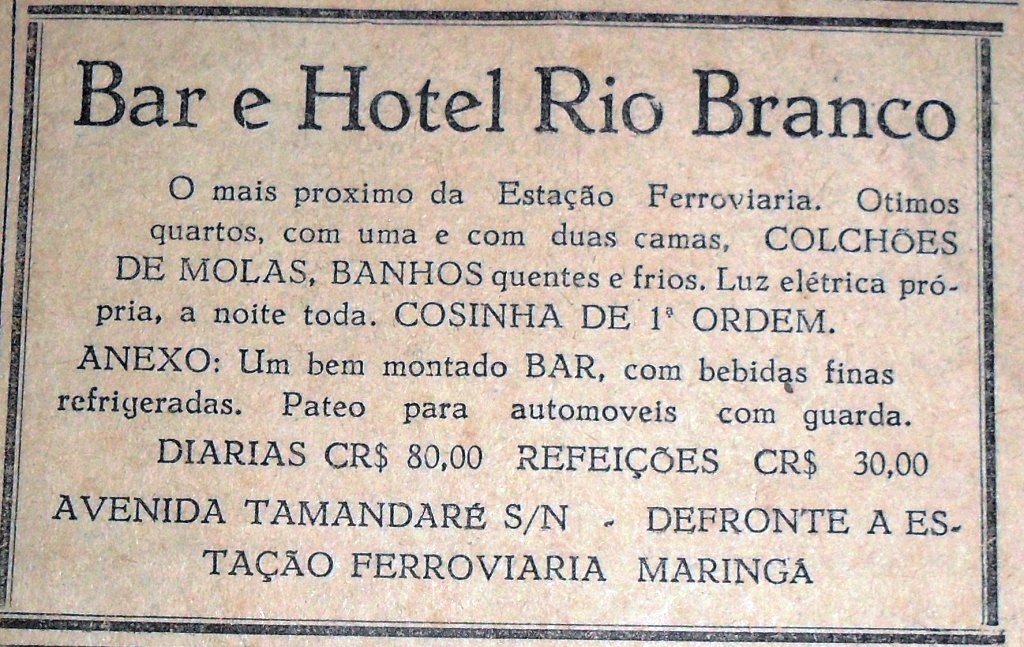 Bar e Hotel Rio Branco
O mais proximo da Estação Ferroviaria. Otimos
quartos, com uma e com duas camas, COLCHÕES
DE MOLAS, BANHOS quentes e frios. Luz elétrica pró-
pria, a noite toda. COSINHA DE 1ª ORDEM.
ANEXO: Um bem montado BAR, com bebidas finas
refrigeradas. Pateo para automoveis com guarda.
DIARIAS CR$ 80,00 REFEIÇÕES CR$ 30,00
AVENIDA TAMANDARÉ S/N - DEFRONTE A ES-
TAÇÃO FERROVIARIA MARINGÁ